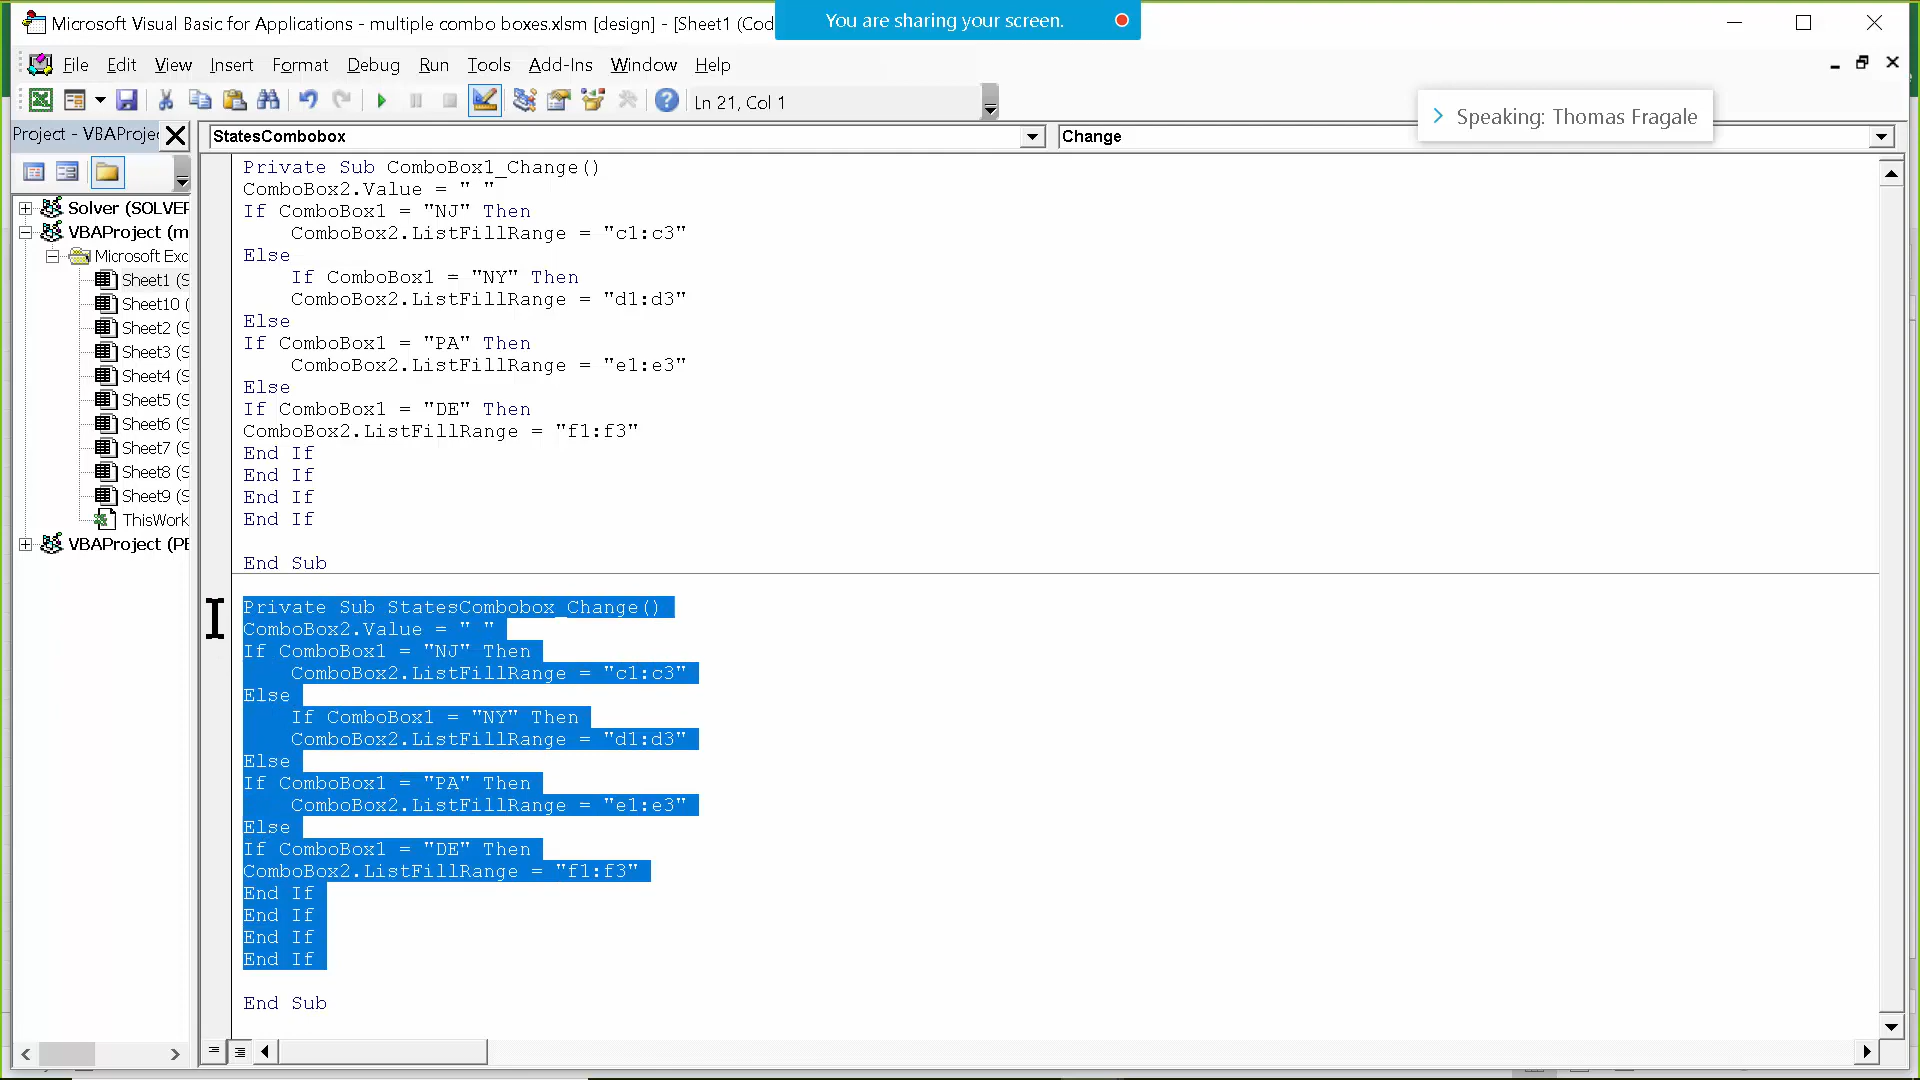 Microsoft Visual Basic for Applications - multiple combo boxes.xlsm [design] - [Sheet1 (Cod
You are sharing your screen.
File Edit View Insert Format Debug Run Tools Add-Ins Window Help
Ln 21, Col 1
Speaking: Thomas Fragale
Project - VBAProjec
StatesCombobox
Change
Solver (SOLVER
VBAProject (m
Microsoft Exc
Sheet1 (S
Sheet10 (
Sheet2 (S
Sheet3 (S
Sheet4 (S
Sheet5 (S
Sheet6 (S
Sheet7 (S
Sheet8 (S
Sheet9 (S
ThisWork
VBAProject (PE
Private Sub ComboBox1_Change()
ComboBox2.Value = " "
If ComboBox1 = "NJ" Then
    ComboBox2.ListFillRange = "c1:c3"
Else
    If ComboBox1 = "NY" Then
    ComboBox2.ListFillRange = "d1:d3"
Else
If ComboBox1 = "PA" Then
    ComboBox2.ListFillRange = "e1:e3"
Else
If ComboBox1 = "DE" Then
ComboBox2.ListFillRange = "f1:f3"
End If
End If
End If
End If
End Sub
Private Sub StatesCombobox_Change()
ComboBox2.Value = " "
If ComboBox1 = "NJ" Then
    ComboBox2.ListFillRange = "c1:c3"
Else
    If ComboBox1 = "NY" Then
    ComboBox2.ListFillRange = "d1:d3"
Else
If ComboBox1 = "PA" Then
    ComboBox2.ListFillRange = "e1:e3"
Else
If ComboBox1 = "DE" Then
ComboBox2.ListFillRange = "f1:f3"
End If
End If
End If
End If
End Sub